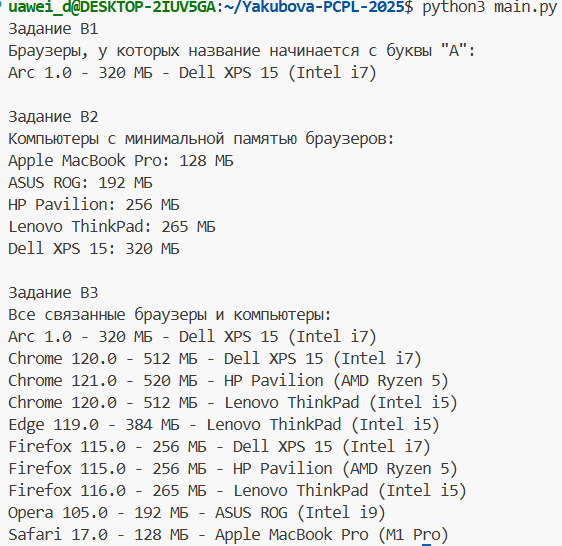 uawei_d@DESKTOP-2IUV5GA:~/Yakubova-PCPL-2025$ python3 main.py
Задание B1
Браузеры, у которых название начинается с буквы "A":
Arc 1.0 - 320 МБ - Dell XPS 15 (Intel i7)
Задание B2
Компьютеры с минимальной памятью браузеров:
Apple MacBook Pro: 128 МБ
ASUS ROG: 192 МБ
HP Pavilion: 256 МБ
Lenovo ThinkPad: 265 МБ
Dell XPS 15: 320 МБ
Задание B3
Все связанные браузеры и компьютеры:
Arc 1.0 - 320 МБ - Dell XPS 15 (Intel i7)
Chrome 120.0 - 512 МБ - Dell XPS 15 (Intel i7)
Chrome 121.0 - 520 МБ - HP Pavilion (AMD Ryzen 5)
Chrome 120.0 - 512 МБ - Lenovo ThinkPad (Intel i5)
Edge 119.0 - 384 МБ - Lenovo ThinkPad (Intel i5)
Firefox 115.0 - 256 МБ - Dell XPS 15 (Intel i7)
Firefox 115.0 - 256 МБ - HP Pavilion (AMD Ryzen 5)
Firefox 116.0 - 265 МБ - Lenovo ThinkPad (Intel i5)
Opera 105.0 - 192 МБ - ASUS ROG (Intel i9)
Safari 17.0 - 128 МБ - Apple MacBook Pro (M1 Pro)